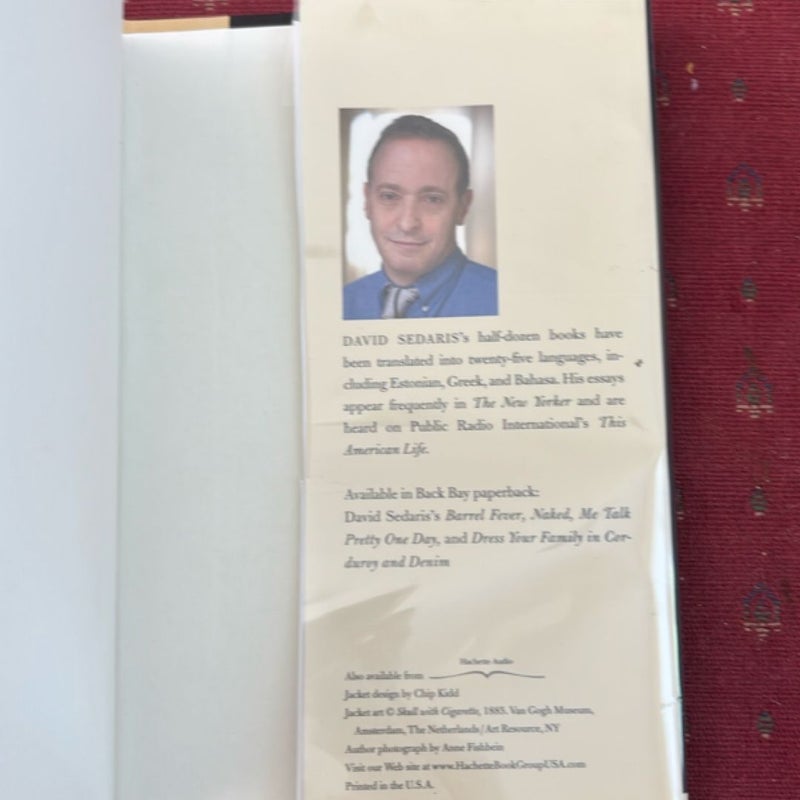 DAVID SEDARIS's half-dozen books have
been translated into twenty-five languages, in-
cluding Estonian, Greek, and Bahasa. His essays
appear frequently in The New Yorker and are
heard on Public Radio International's This
American Life.
Available in Back Bay paperback:
David Sedaris's Barrel Fever, Naked, Me Talk
Pretty One Day, and Dress Your Family in Cor-
duroy and Denim
Hachette Audio
Also available from
Jacket design by Chip Kidd
Jacket art © Skull with Cigarette, 1885. Van Gogh Museum,
Amsterdam, The Netherlands/Art Resource, NY
Author photograph by Anne Fishbein
Visit our Web site at www.HachetteBookGroupUSA.com
Printed in the U.S.A.